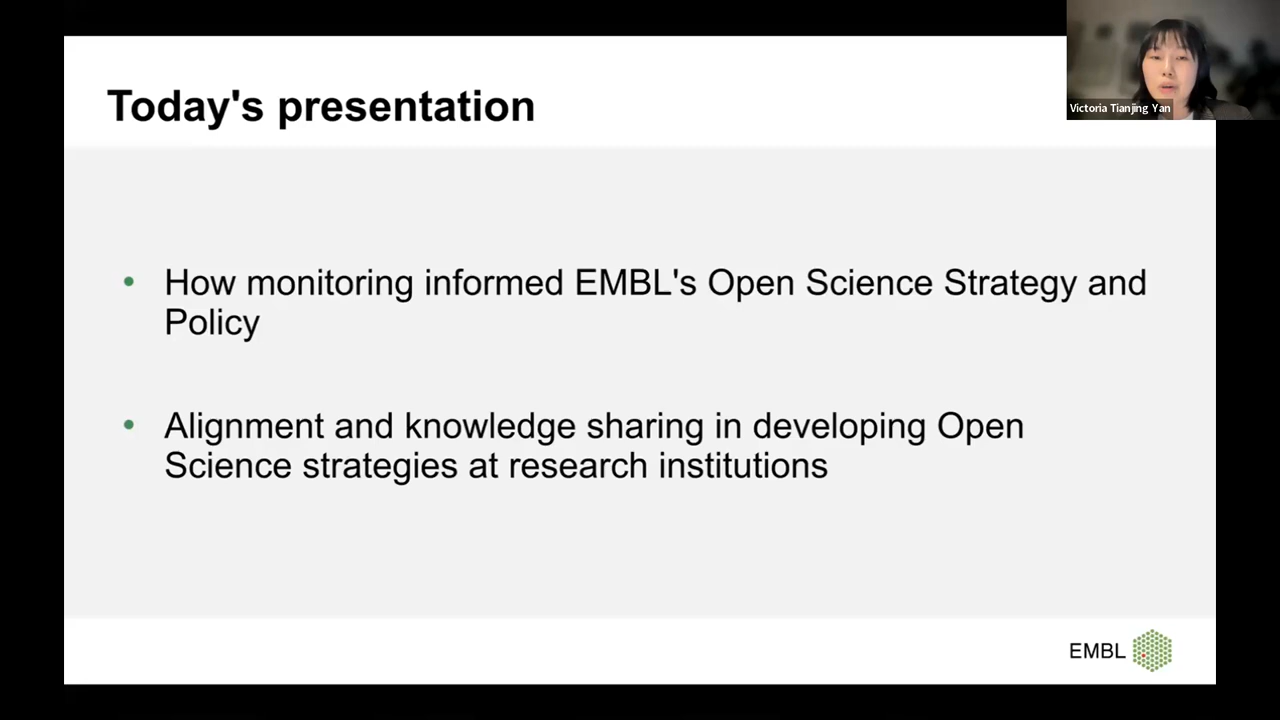 Today's presentation
Victoria Tianjing Yan
• How monitoring informed EMBL's Open Science Strategy and
Policy
• Alignment and knowledge sharing in developing Open
Science strategies at research institutions
EMBL